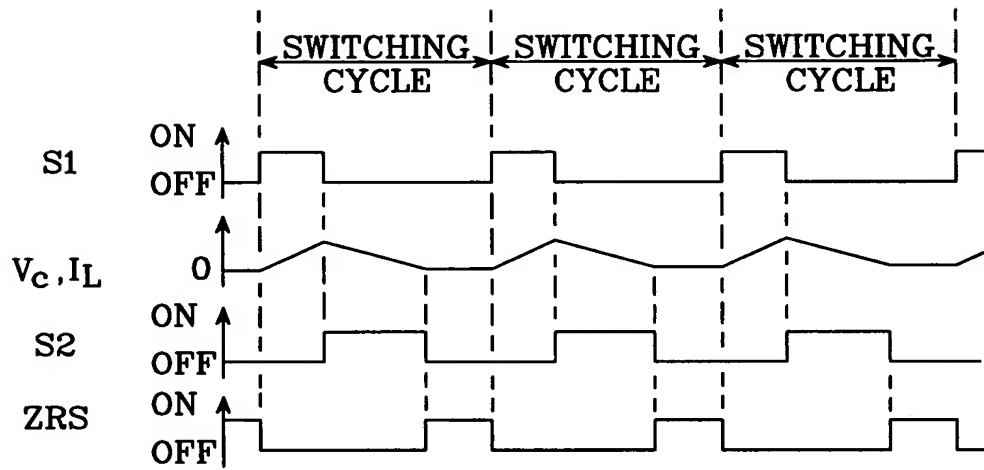 SWITCHING CYCLE
SWITCHING CYCLE
SWITCHING CYCLE
S1
ON
OFF
Vc,IL
0
S2
ON
OFF
ZRS
ON
OFF